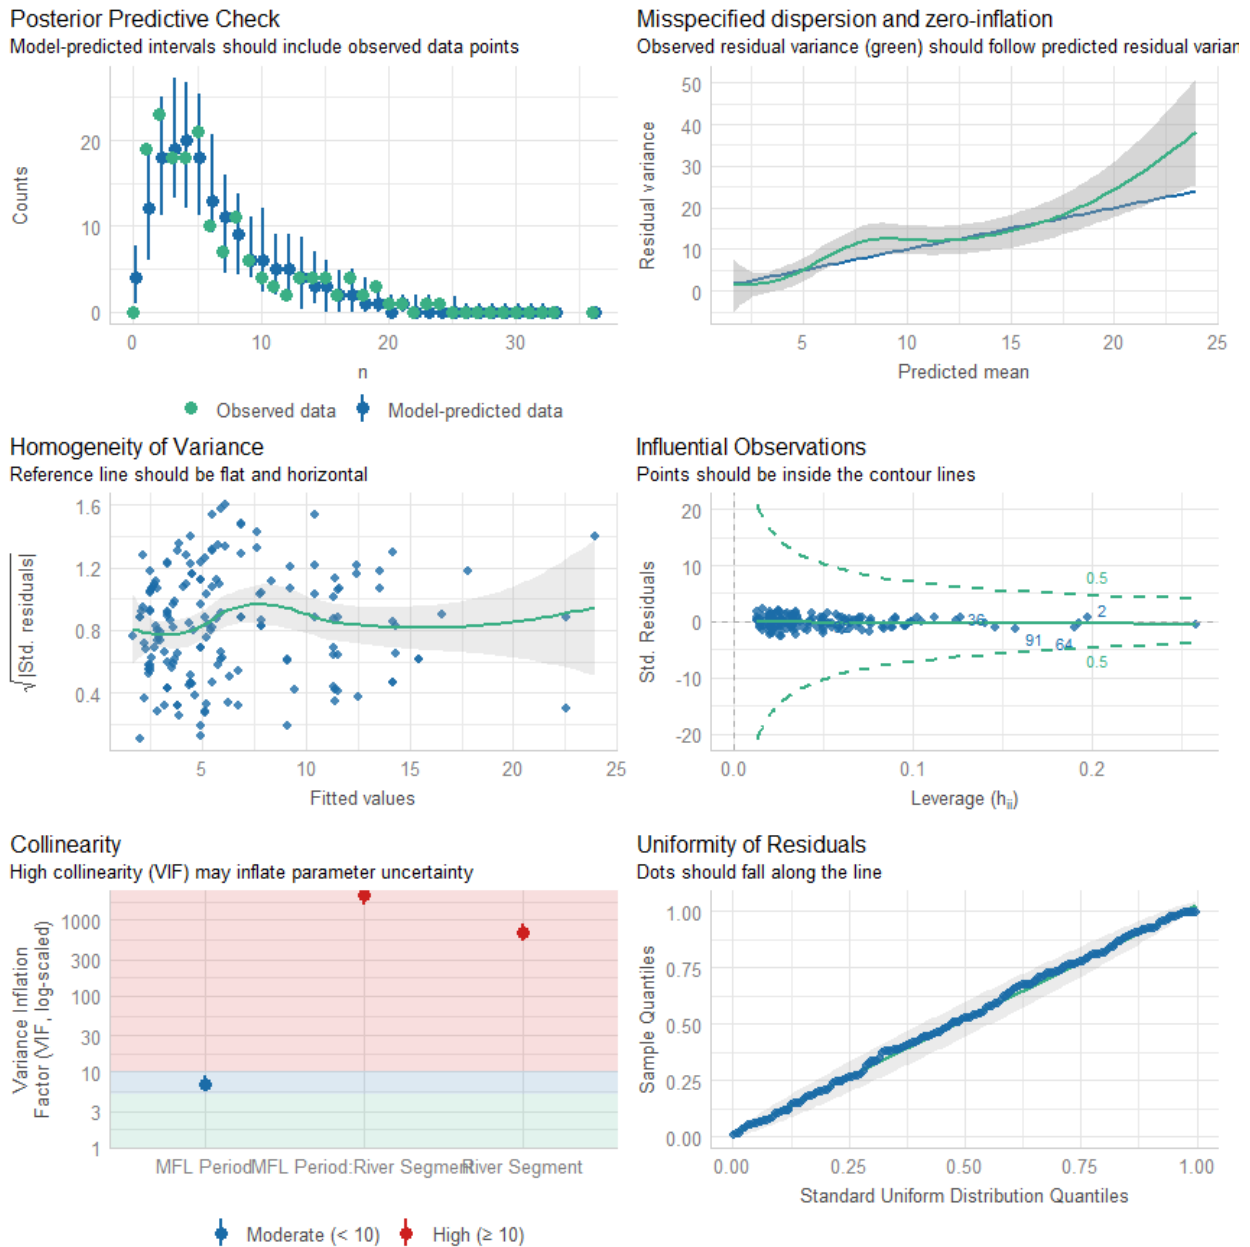 Posterior Predictive Check
Model-predicted intervals should include observed data points
Counts
20
10
0
0
10
20
30
n
Observed data
Model-predicted data
Misspecified dispersion and zero-inflation
Observed residual variance (green) should follow predicted residual varian
Residual variance
50
40
30
20
10
0
5
10
15
20
25
Predicted mean
Homogeneity of Variance
Reference line should be flat and horizontal
√|Std. residuals|
1.6
1.2
0.8
0.4
5
10
15
20
25
Fitted values
Influential Observations
Points should be inside the contour lines
Std. Residuals
20
10
0
-10
-20
0.5
2
36
91
64
0.5
0.0
0.1
0.2
Leverage (hᵢᵢ)
Collinearity
High collinearity (VIF) may inflate parameter uncertainty
Variance Inflation
Factor (VIF, log-scaled)
1000
300
100
30
10
3
1
MFL Period
MFL Period:River Segment
River Segment
Moderate (< 10)
High (≥ 10)
Uniformity of Residuals
Dots should fall along the line
Sample Quantiles
1.00
0.75
0.50
0.25
0.00
0.00
0.25
0.50
0.75
1.00
Standard Uniform Distribution Quantiles